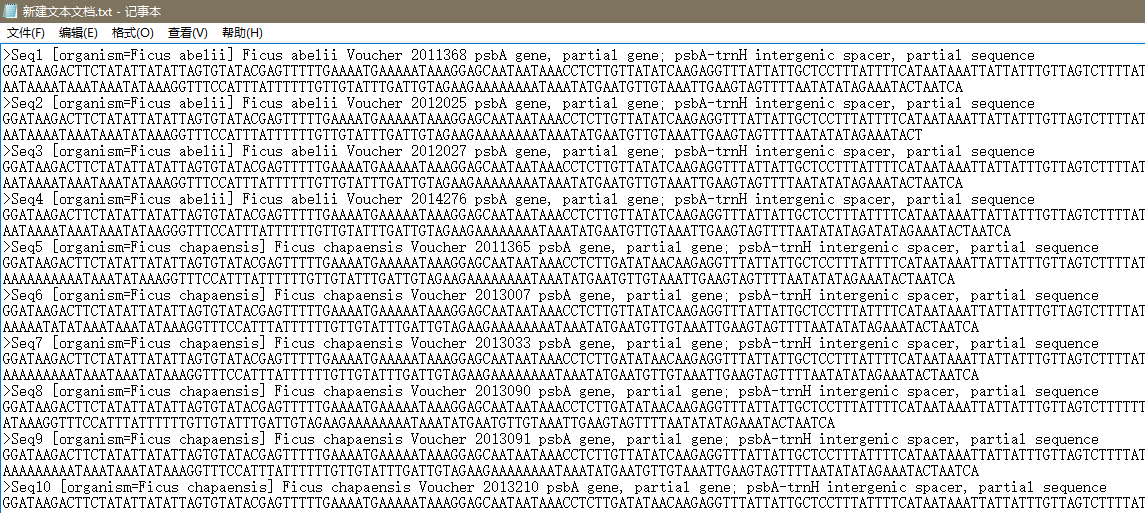 新建文本文档.txt - 记事本
文件(F) 编辑(E) 格式(O) 查看(V) 帮助(H)
>Seq1 [organism=Ficus abelii] Ficus abelii Voucher 2011368 psbA gene, partial gene; psbA-trnH intergenic spacer, partial sequence
GGATAAGACTTCTATATTATATTAGTGTATACGAGTTTTTGAAAATGAAAAATAAAGGAGCAATAATAAACCTCTTGTTATATCAAGAGGTTTATTATTGCTCCTTTATTTTCATAATAAATTATTATTTGTTAGTCTTTTAT
AATAAAATAAATAAATATAAAGGTTTCCATTTATTTTTTGTTGTATTTGATTGTAGAAGAAAAAAAATAAATATGAATGTTGTAAATTGAAGTAGTTTTAATATATAGAAATACTAATCA
>Seq2 [organism=Ficus abelii] Ficus abelii Voucher 2012025 psbA gene, partial gene; psbA-trnH intergenic spacer, partial sequence
GGATAAGACTTCTATATTATATTAGTGTATACGAGTTTTTGAAAATGAAAAATAAAGGAGCAATAATAAACCTCTTGTTATATCAAGAGGTTTATTATTGCTCCTTTATTTTCATAATAAATTATTATTTGTTAGTCTTTTAT
AATAAAATAAATAAATATAAAGGTTTCCATTTATTTTTTGTTGTATTTGATTGTAGAAGAAAAAAAATAAATATGAATGTTGTAAATTGAAGTAGTTTTAATATATAGAAATACT
>Seq3 [organism=Ficus abelii] Ficus abelii Voucher 2012027 psbA gene, partial gene; psbA-trnH intergenic spacer, partial sequence
GGATAAGACTTCTATATTATATTAGTGTATACGAGTTTTTGAAAATGAAAAATAAAGGAGCAATAATAAACCTCTTGTTATATCAAGAGGTTTATTATTGCTCCTTTATTTTCATAATAAATTATTATTTGTTAGTCTTTTAT
AATAAAATAAATAAATATAAAGGTTTCCATTTATTTTTTGTTGTATTTGATTGTAGAAGAAAAAAAATAAATATGAATGTTGTAAATTGAAGTAGTTTTAATATATAGAAATACTAATCA
>Seq4 [organism=Ficus abelii] Ficus abelii Voucher 2014276 psbA gene, partial gene; psbA-trnH intergenic spacer, partial sequence
GGATAAGACTTCTATATTATATTAGTGTATACGAGTTTTTGAAAATGAAAAATAAAGGAGCAATAATAAACCTCTTGTTATATCAAGAGGTTTATTATTGCTCCTTTATTTTCATAATAAATTATTATTTGTTAGTCTTTTAT
AATAAAATAAATAAATATAAGGGTTTCCATTTATTTTTTGTTGTATTTGATTGTAGAAGAAAAAAAATAAATATGAATGTTGTAAATTGAAGTAGTTTTAATATATAGATATAGAAATACTAATCA
>Seq5 [organism=Ficus chapaensis] Ficus chapaensis Voucher 2011365 psbA gene, partial gene; psbA-trnH intergenic spacer, partial sequence
GGATAAGACTTCTATATTATATTAGTGTATACGAGTTTTTGAAAATGAAAAATAAAGGAGCAATAATAAACCTCTTGATATAACAAGAGGTTTATTATTGCTCCTTTATTTTCATAATAAATTATTATTTGTTAGTCTTTTAT
AAAAAAAAATAAATATAAAGGTTTCCATTTATTTTTTGTTGTATTTGATTGTAGAAGAAAAAAAATAAATATGAATGTTGTAAATTGAAGTAGTTTTAATATATAGAAATACTAATCA
>Seq6 [organism=Ficus chapaensis] Ficus chapaensis Voucher 2013007 psbA gene, partial gene; psbA-trnH intergenic spacer, partial sequence
GGATAAGACTTCTATATTATATTAGTGTATACGAGTTTTTGAAAATGAAAAATAAAGGAGCAATAATAAACCTCTTGTTATATCAAGAGGTTTATTATTGCTCCTTTATTTTCATAATAAATTATTATTTGTTAGTCTTTTAT
AAAAATATATAAATAAATATAAAGGTTTCCATTTATTTTTTGTTGTATTTGATTGTAGAAGAAAAAAAATAAATATGAATGTTGTAAATTGAAGTAGTTTTAATATATAGAAATACTAATCA
>Seq7 [organism=Ficus chapaensis] Ficus chapaensis Voucher 2013033 psbA gene, partial gene; psbA-trnH intergenic spacer, partial sequence
GGATAAGACTTCTATATTATATTAGTGTATACGAGTTTTTGAAAATGAAAAATAAAGGAGCAATAATAAACCTCTTGATATAACAAGAGGTTTATTATTGCTCCTTTATTTTCATAATAAATTATTATTTGTTAGTCTTTTAT
AAAAAAAAATAAATAAATATAAAGGTTTCCATTTATTTTTTGTTGTATTTGATTGTAGAAGAAAAAAAATAAATATGAATGTTGTAAATTGAAGTAGTTTTAATATATAGAAATACTAATCA
>Seq8 [organism=Ficus chapaensis] Ficus chapaensis Voucher 2013090 psbA gene, partial gene; psbA-trnH intergenic spacer, partial sequence
GGATAAGACTTCTATATTATATTAGTGTATACGAGTTTTTGAAAATGAAAAATAAAGGAGCAATAATAAACCTCTTGATATAACAAGAGGTTTATTATTGCTCCTTTATTTTCATAATAAATTATTATTTGTTAGTCTTTTTT
ATAAAGGTTTCCATTTATTTTTTGTTGTATTTGATTGTAGAAGAAAAAAAATAAATATGAATGTTGTAAATTGAAGTAGTTTTAATATATAGAAATACTAATCA
>Seq9 [organism=Ficus chapaensis] Ficus chapaensis Voucher 2013091 psbA gene, partial gene; psbA-trnH intergenic spacer, partial sequence
GGATAAGACTTCTATATTATATTAGTGTATACGAGTTTTTGAAAATGAAAAATAAAGGAGCAATAATAAACCTCTTGATATAACAAGAGGTTTATTATTGCTCCTTTATTTTCATAATAAATTATTATTTGTTAGTCTTTTAT
AAAAAAAAATAAATAAATATAAAGGTTTCCATTTATTTTTTGTTGTATTTGATTGTAGAAGAAAAAAAATAAATATGAATGTTGTAAATTGAAGTAGTTTTAATATATAGAAATACTAATCA
>Seq10 [organism=Ficus chapaensis] Ficus chapaensis Voucher 2013210 psbA gene, partial gene; psbA-trnH intergenic spacer, partial sequence
GGATAAGACTTCTATATTATATTAGTGTATACGAGTTTTTGAAAATGAAAAATAAAGGAGCAATAATAAACCTCTTGATATAACAAGAGGTTTATTATTGCTCCTTTATTTTCATAATAAATTATTATTTGTTAGTCTTTTAT